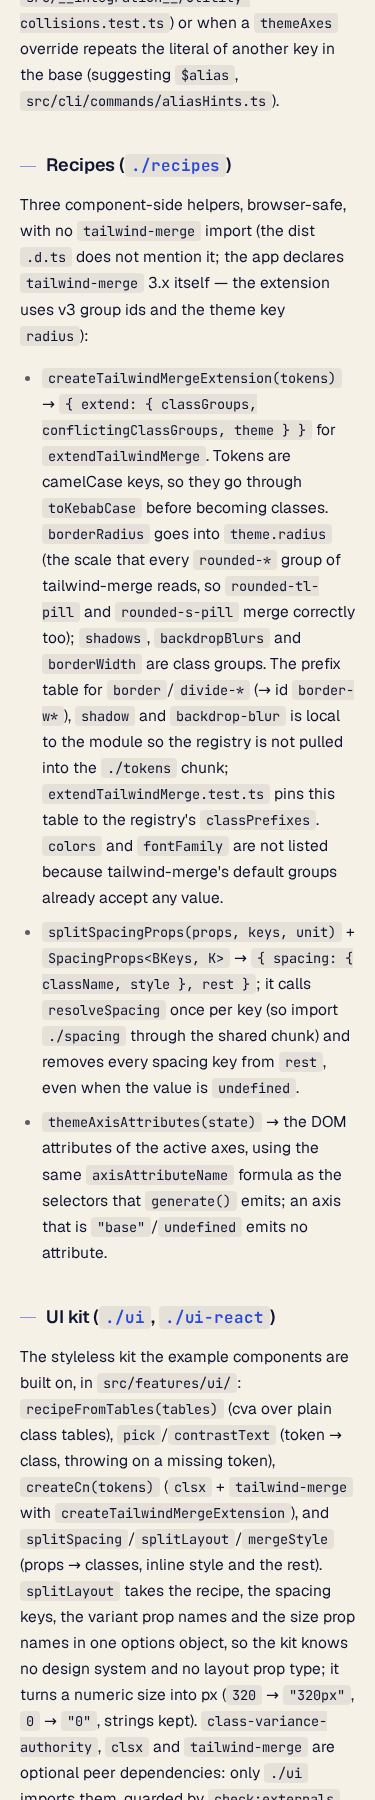 src/__integration__/utility-
collisions.test.ts ) or when a themeAxes
override repeats the literal of another key in
the base (suggesting $alias ,
src/cli/commands/aliasHints.ts ).
— Recipes ( ./recipes )
Three component-side helpers, browser-safe,
with no tailwind-merge import (the dist
.d.ts does not mention it; the app declares
tailwind-merge 3.x itself — the extension
uses v3 group ids and the theme key
radius ):
• createTailwindMergeExtension(tokens)
→ { extend: { classGroups,
conflictingClassGroups, theme } } for
extendTailwindMerge . Tokens are
camelCase keys, so they go through
toKebabCase before becoming classes.
borderRadius goes into theme.radius
(the scale that every rounded-* group of
tailwind-merge reads, so rounded-tl-
pill and rounded-s-pill merge correctly
too); shadows , backdropBlurs and
borderWidth are class groups. The prefix
table for border / divide-* (→ id border-
w* ), shadow and backdrop-blur is local
to the module so the registry is not pulled
into the ./tokens chunk;
extendTailwindMerge.test.ts pins this
table to the registry's classPrefixes .
colors and fontFamily are not listed
because tailwind-merge's default groups
already accept any value.
• splitSpacingProps(props, keys, unit) +
SpacingProps<BKeys, K> → { spacing: {
className, style }, rest } ; it calls
resolveSpacing once per key (so import
./spacing through the shared chunk) and
removes every spacing key from rest ,
even when the value is undefined .
• themeAxisAttributes(state) → the DOM
attributes of the active axes, using the
same axisAttributeName formula as the
selectors that generate() emits; an axis
that is "base" / undefined emits no
attribute.
— UI kit ( ./ui , ./ui-react )
The styleless kit the example components are
built on, in src/features/ui/ :
recipeFromTables(tables) (cva over plain
class tables), pick / contrastText (token →
class, throwing on a missing token),
createCn(tokens) ( clsx + tailwind-merge
with createTailwindMergeExtension ), and
splitSpacing / splitLayout / mergeStyle
(props → classes, inline style and the rest).
splitLayout takes the recipe, the spacing
keys, the variant prop names and the size prop
names in one options object, so the kit knows
no design system and no layout prop type; it
turns a numeric size into px ( 320 → "320px" ,
0 → "0" , strings kept). class-variance-
authority , clsx and tailwind-merge are
optional peer dependencies: only ./ui
imports them, guarded by check:externals